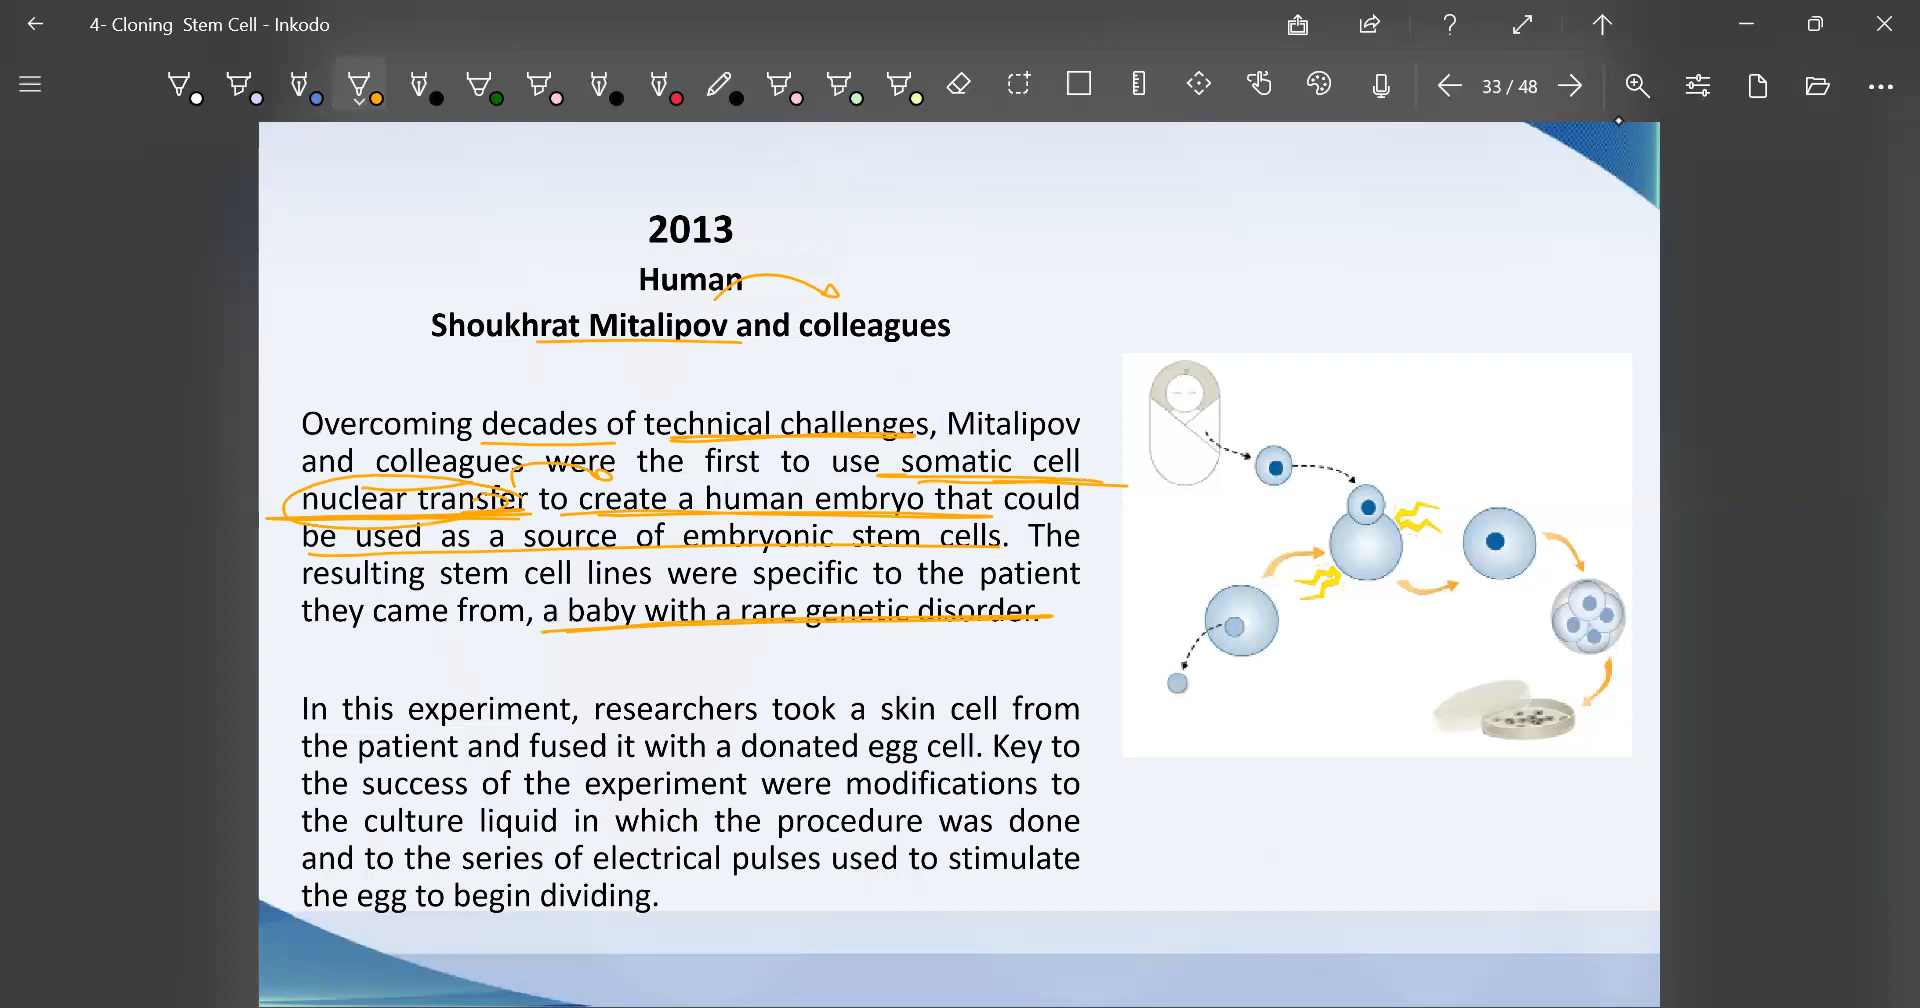 4- Cloning  Stem Cell - Inkodo
33 / 48
2013
Human
Shoukhrat Mitalipov and colleagues
Overcoming decades of technical challenges, Mitalipov
and colleagues were the first to use somatic cell
nuclear transfer to create a human embryo that could
be used as a source of embryonic stem cells. The
resulting stem cell lines were specific to the patient
they came from, a baby with a rare genetic disorder.
In this experiment, researchers took a skin cell from
the patient and fused it with a donated egg cell. Key to
the success of the experiment were modifications to
the culture liquid in which the procedure was done
and to the series of electrical pulses used to stimulate
the egg to begin dividing.